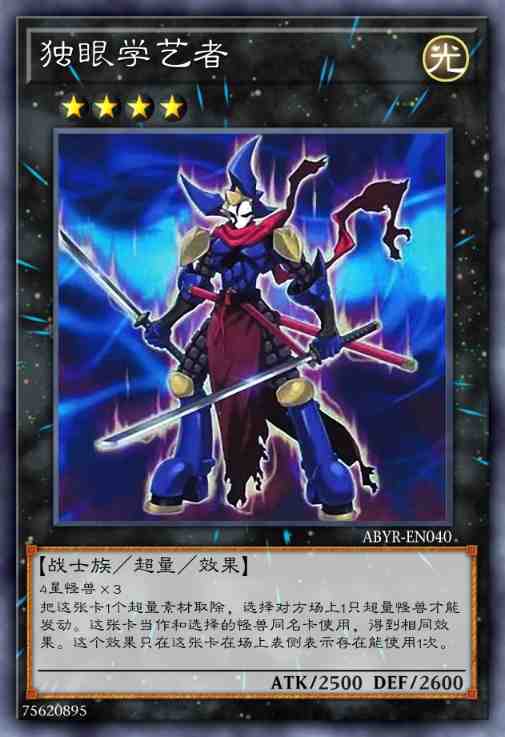 独眼学艺者
光
ABYR-EN040
【战士族／超量／效果】
4星怪兽×3
把这张卡1个超量素材取除，选择对方场上1只超量怪兽才能
发动。这张卡当作和选择的怪兽同名卡使用，得到相同效
果。这个效果只在这张卡在场上表侧表示存在能使用1次。
ATK/2500 DEF/2600
75620895